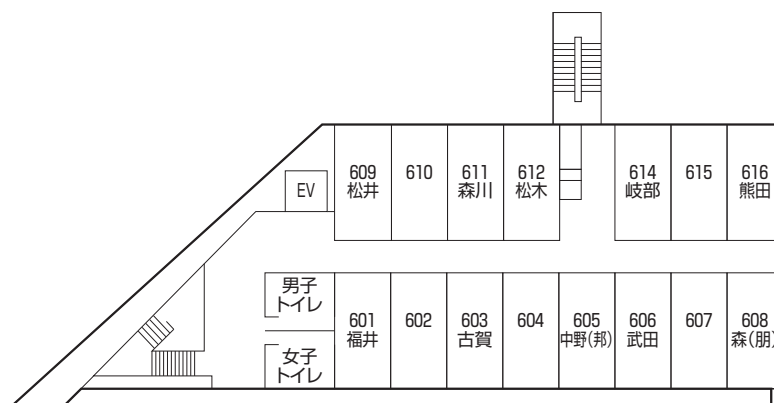 EV
609
松井
610
611
森川
612
松木
614
岐部
615
616
熊田
男子
トイレ
女子
トイレ
601
福井
602
603
古賀
604
605
中野(邦)
606
武田
607
608
森(朋)